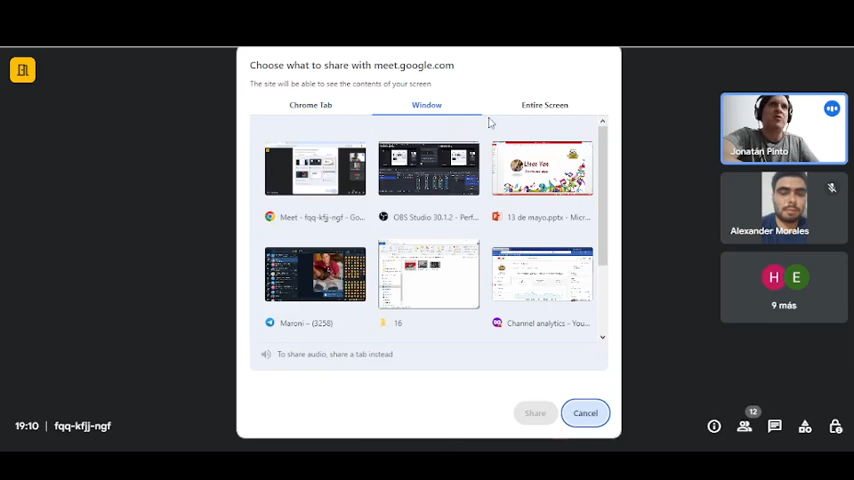 Choose what to share with meet.google.com
The site will be able to see the contents of your screen
Chrome Tab
Window
Entire Screen
Meet - fqq-kfjj-ngf - Go...
OBS Studio 30.1.2 - Perf...
13 de mayo.pptx - Micr...
Maroni – (3258)
16
Channel analytics - You...
To share audio, share a tab instead
Share
Cancel
Jonatán Pinto
Alexander Morales
H
E
9 más
19:10
fqq-kfjj-ngf
12